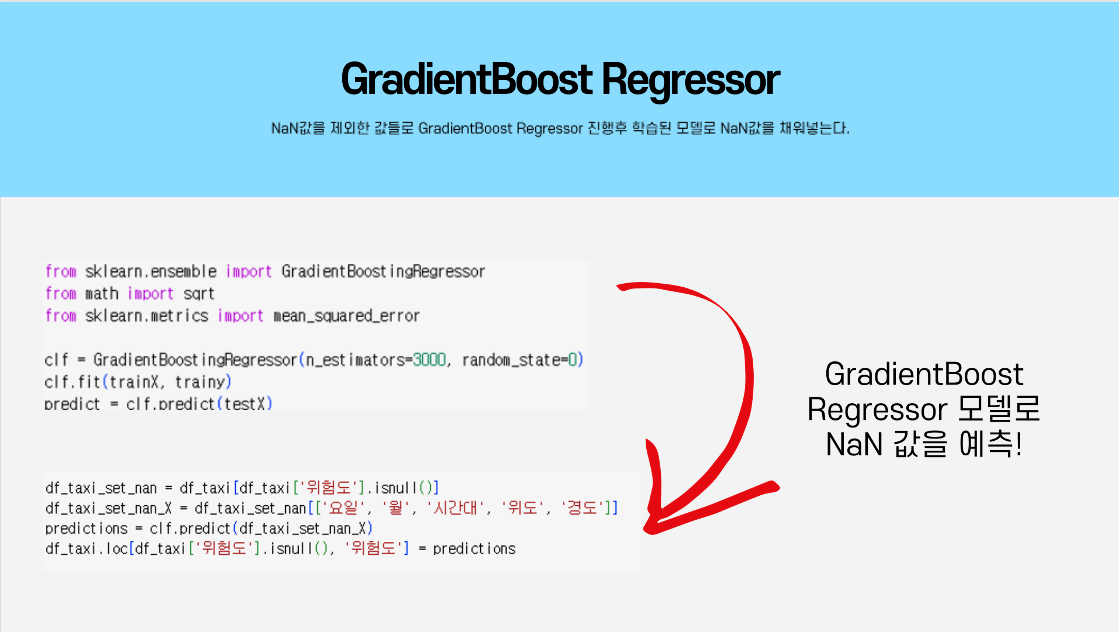 GradientBoost Regressor
NaN값을 제외한 값들로 GradientBoost Regressor 진행후 학습된 모델로 NaN값을 채워넣는다.
from sklearn.ensemble import GradientBoostingRegressor
from math import sqrt
from sklearn.metrics import mean_squared_error
clf = GradientBoostingRegressor(n_estimators=3000, random_state=0)
clf.fit(trainX, trainy)
predict = clf.predict(testX)
df_taxi_set_nan = df_taxi[df_taxi['위험도'].isnull()]
df_taxi_set_nan_X = df_taxi_set_nan[['요일', '월', '시간대', '위도', '경도']]
predictions = clf.predict(df_taxi_set_nan_X)
df_taxi.loc[df_taxi['위험도'].isnull(), '위험도'] = predictions
GradientBoost
Regressor 모델로
NaN 값을 예측!